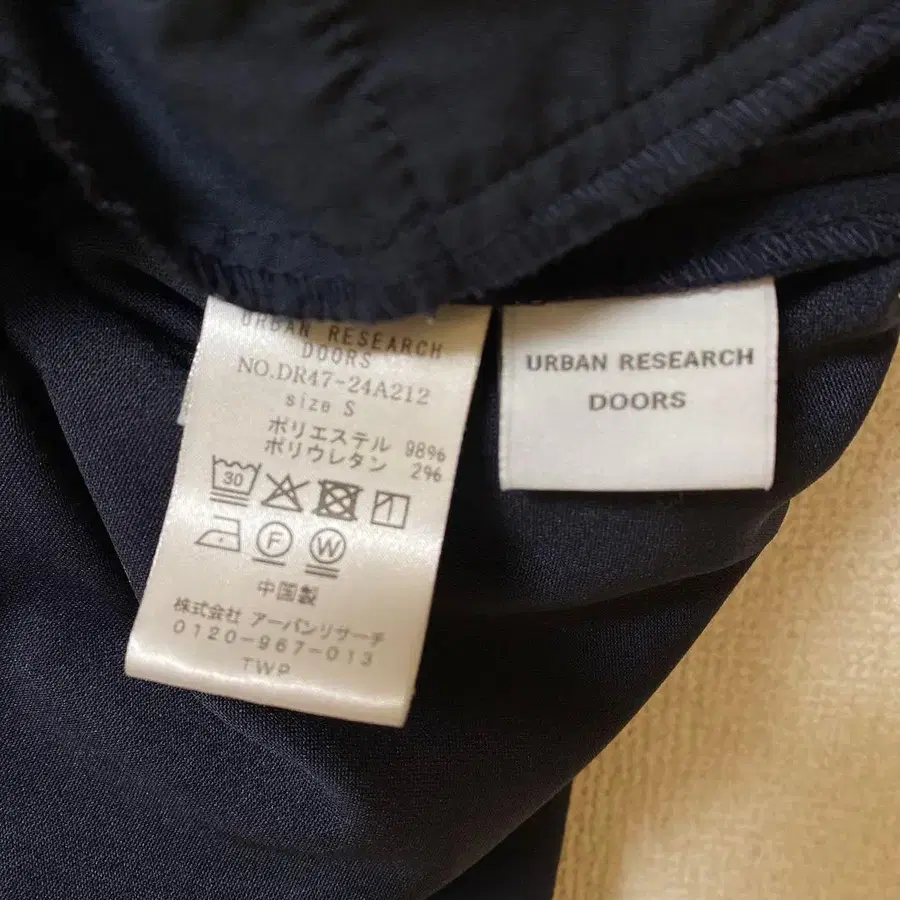 URBAN RESEARCH
DOORS
NO.DR47-24A212
size S
ポリエステル 98%
ポリウレタン 2%
30
F W
中国製
株式会社 アーバンリサーチ
0120-967-013
TWP
URBAN RESEARCH
DOORS